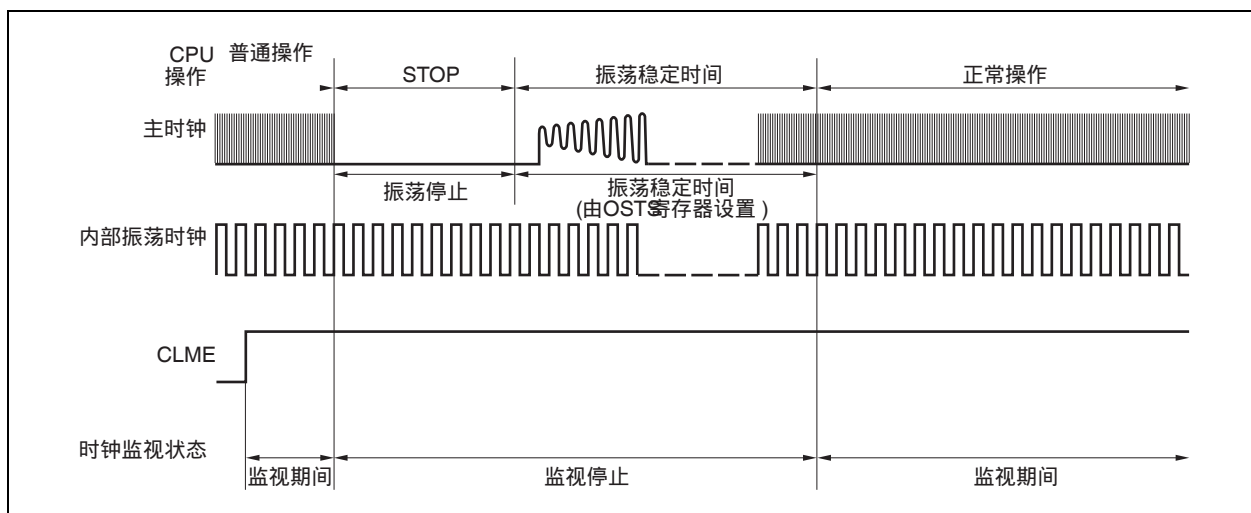 CPU 普通操作
操作
STOP
振荡稳定时间
正常操作
主时钟
振荡停止
振荡稳定时间
(由OSTS寄存器设置 )
内部振荡时钟
CLME
时钟监视状态
监视期间
监视停止
监视期间